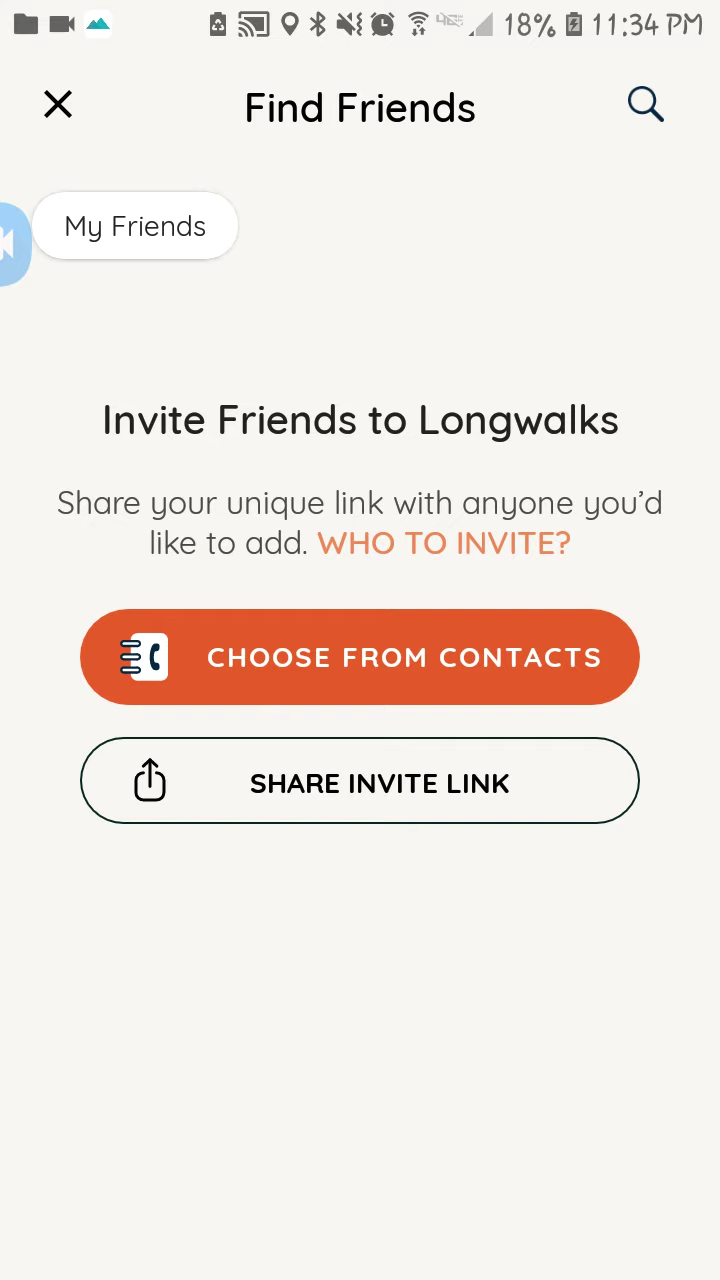 18% 11:34 PM
Find Friends
My Friends
Invite Friends to Longwalks
Share your unique link with anyone you’d
like to add. WHO TO INVITE?
CHOOSE FROM CONTACTS
SHARE INVITE LINK